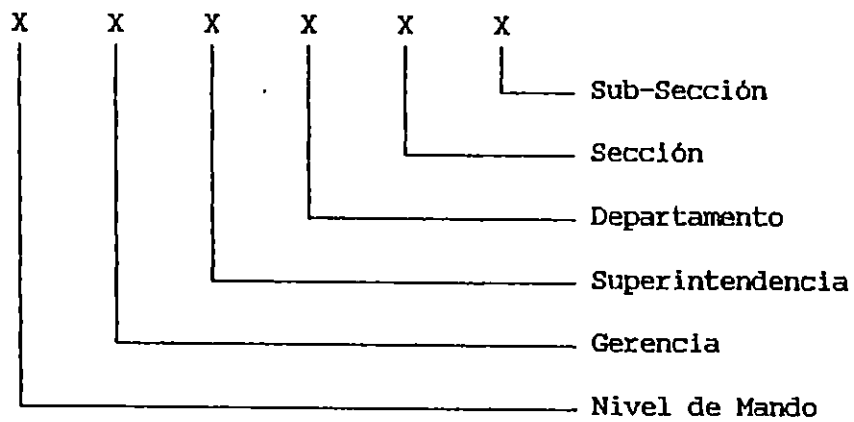 X X X X X X
Sub-Sección
Sección
Departamento
Superintendencia
Gerencia
Nivel de Mando